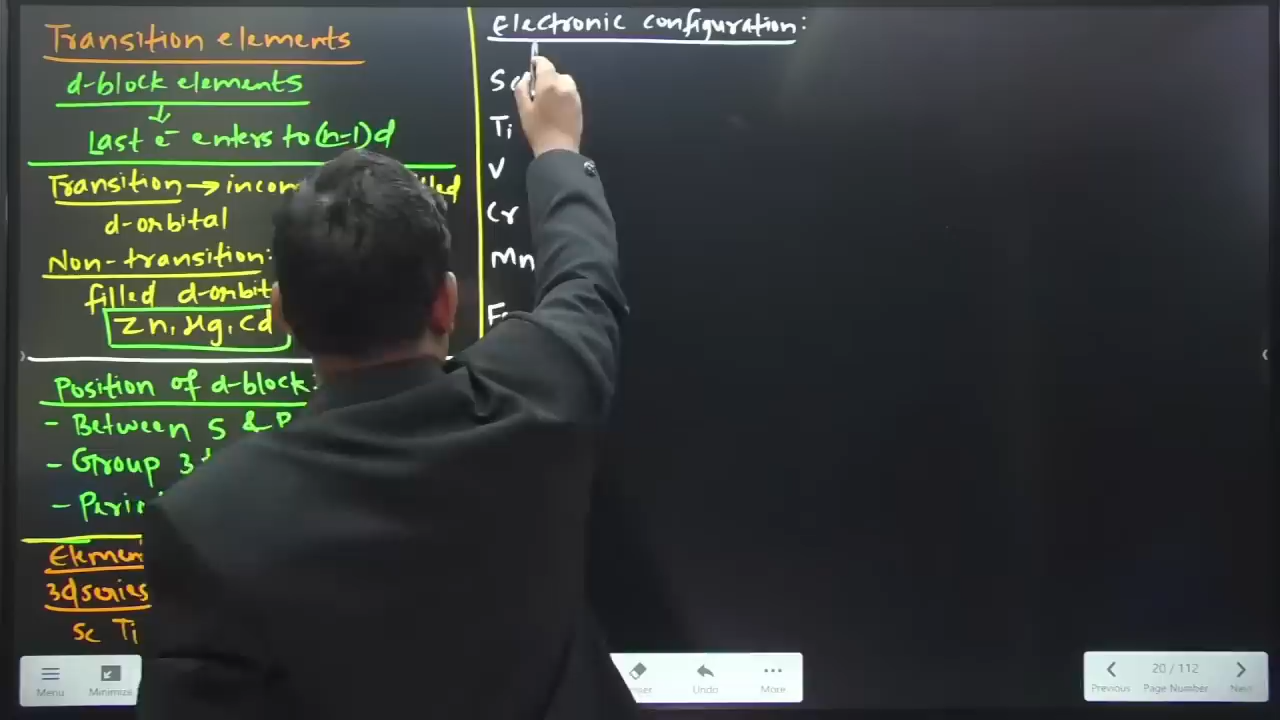 Transition elements
d-block elements
↓
Last e⁻ enters to (n-1)d
Transition → incom
d-orbital
Non-transition:
filled d-orbit
Zn, Hg, Cd
Position of d-block:
- Between S & P
- Group 3
- Peri
Elemen
3d series
Sc Ti
Electronic configuration:
Sc
Ti
V
Cr
Mn
Menu
Minimize
Undo
More
Previous
20 / 112
Page Number